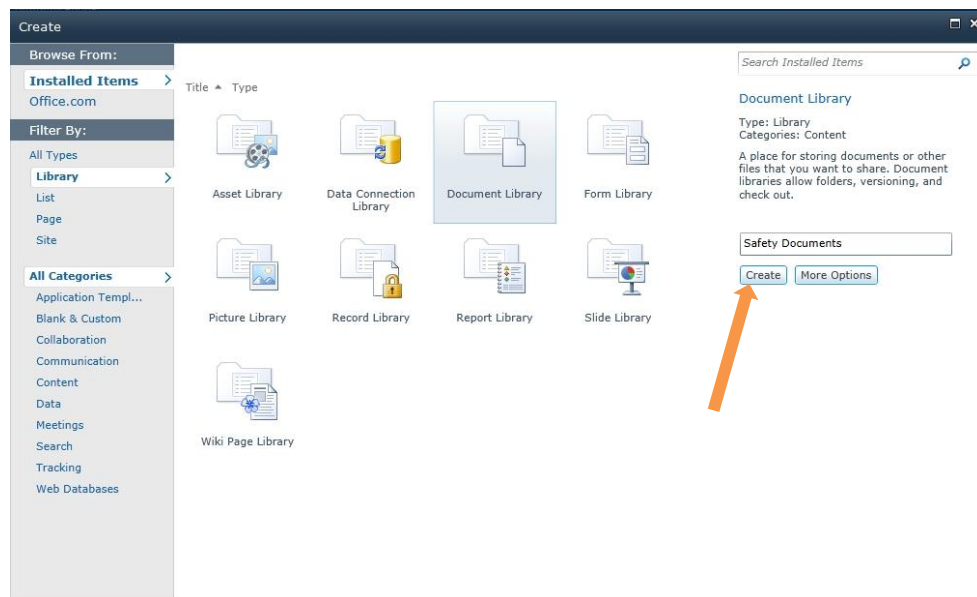 Create
Browse From:
Installed Items
Office.com
Filter By:
All Types
Library
List
Page
Site
All Categories
Application Templ...
Blank & Custom
Collaboration
Communication
Content
Data
Meetings
Search
Tracking
Web Databases
Title Type
Asset Library
Data Connection
Library
Document Library
Form Library
Picture Library
Record Library
Report Library
Slide Library
Wiki Page Library
Search Installed Items
Document Library
Type: Library
Categories: Content
A place for storing documents or other
files that you want to share. Document
libraries allow folders, versioning, and
check out.
Safety Documents
Create More Options